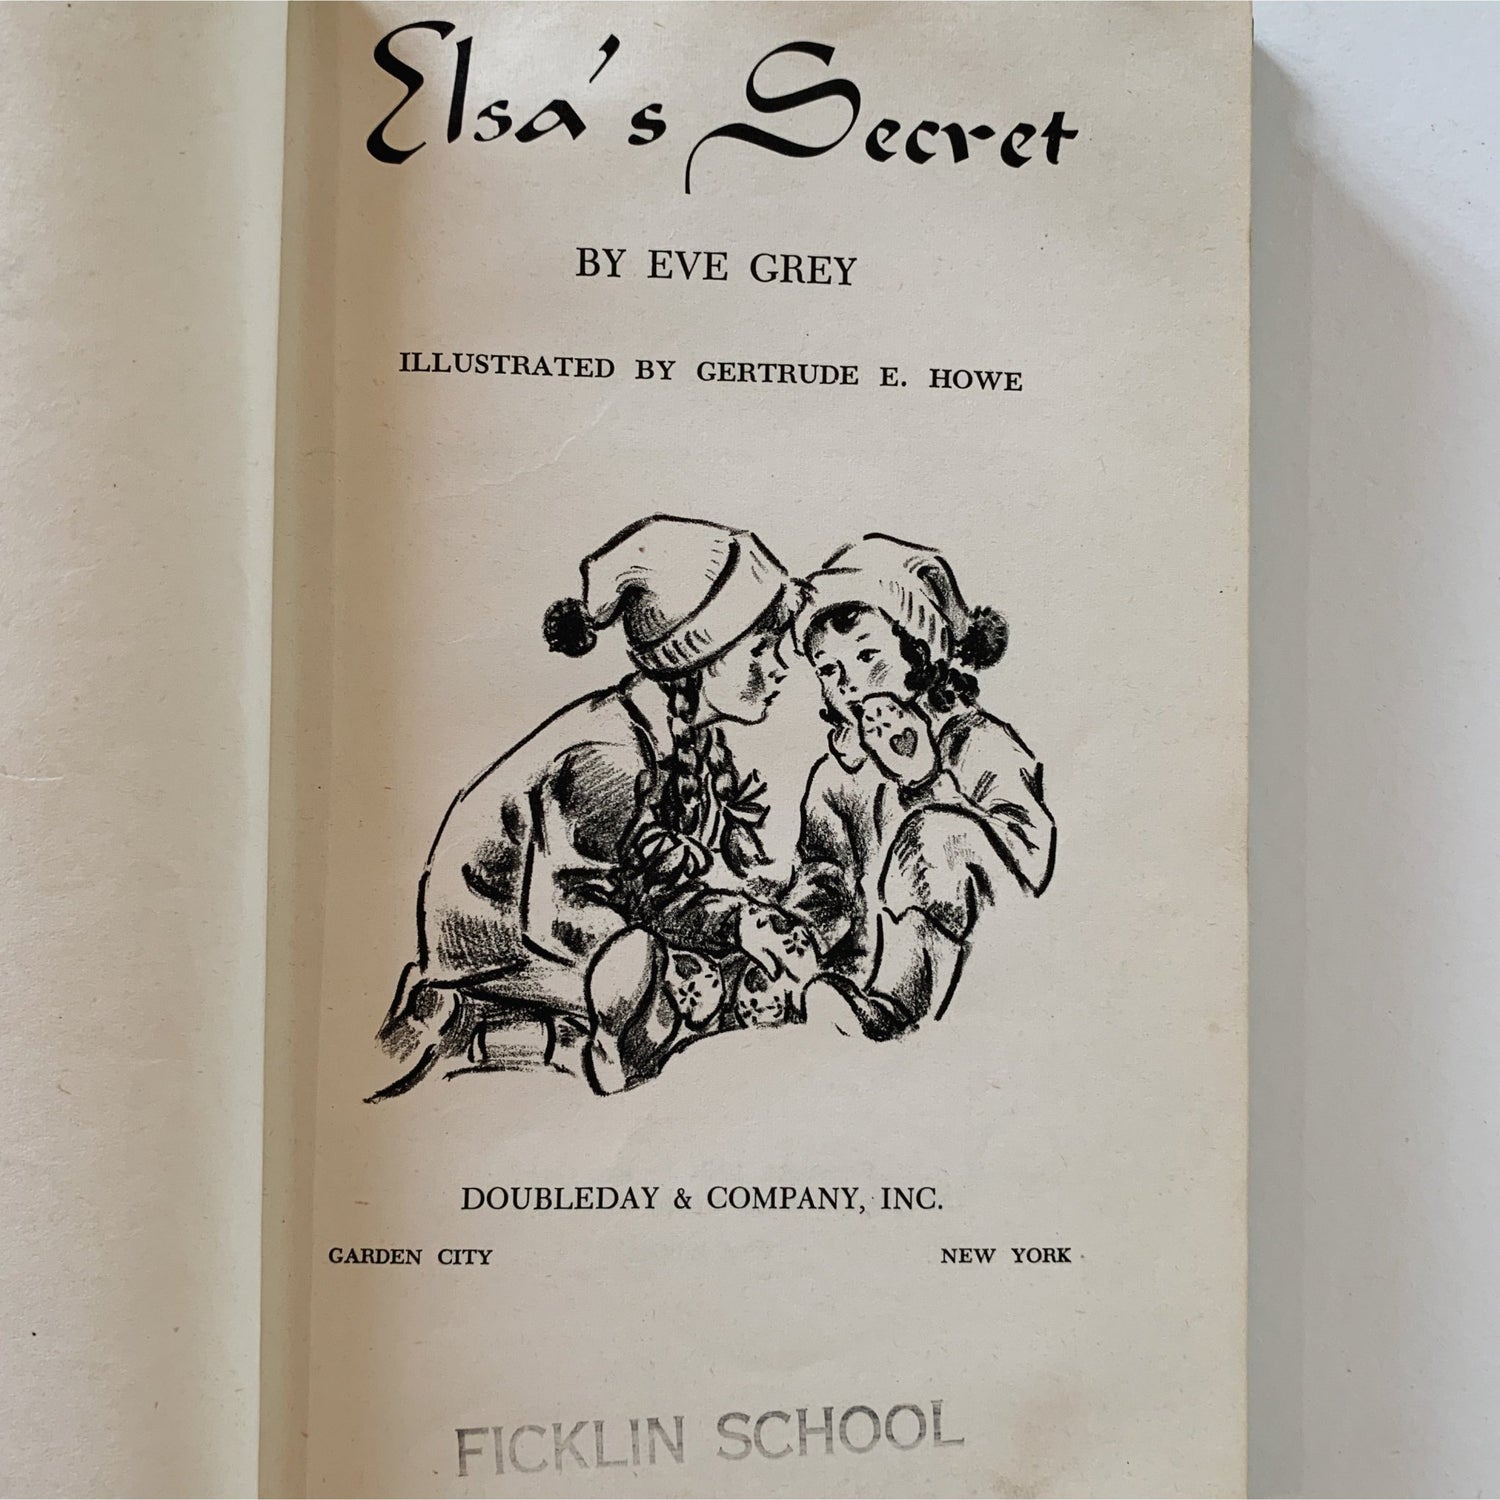 Elsa's Secret
BY EVE GREY
ILLUSTRATED BY GERTRUDE E. HOWE
DOUBLEDAY & COMPANY, INC.
GARDEN CITY NEW YORK
FICKLIN SCHOOL